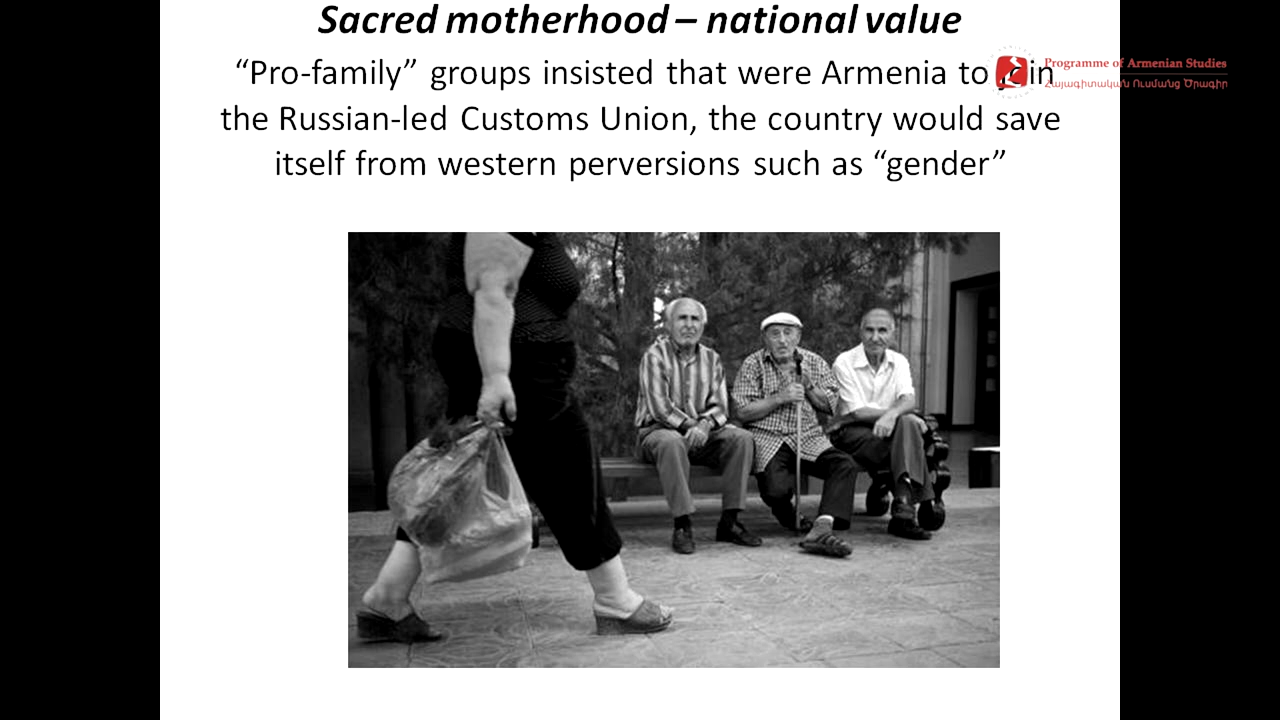 Sacred motherhood – national value
“Pro-family” groups insisted that were Armenia to join
the Russian-led Customs Union, the country would save
itself from western perversions such as “gender”
Programme of Armenian Studies
Հայագիտական Ուսմանց Ծրագիր